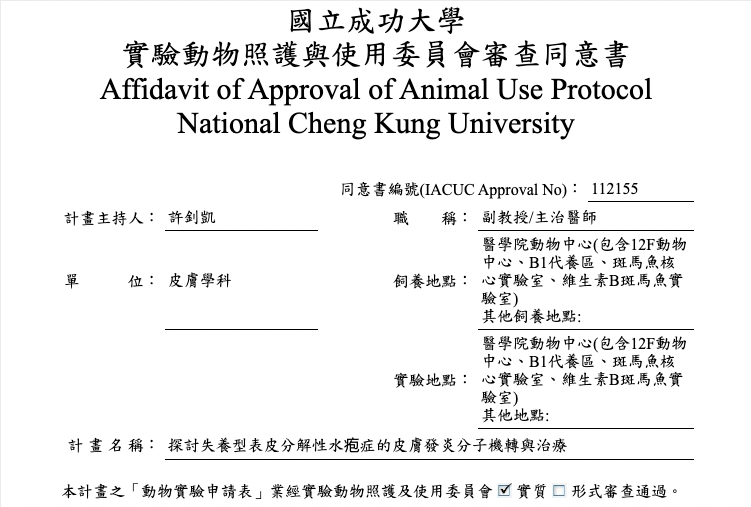 國立成功大學
實驗動物照護與使用委員會審查同意書
Affidavit of Approval of Animal Use Protocol
National Cheng Kung University
同意書編號(IACUC Approval No)： 112155
計畫主持人： 許釗凱
職　　稱： 副教授/主治醫師
單　　位： 皮膚學科
飼養地點： 醫學院動物中心(包含12F動物
中心、B1代養區、斑馬魚核
心實驗室、維生素B斑馬魚實
驗室)
其他飼養地點:
實驗地點： 醫學院動物中心(包含12F動物
中心、B1代養區、斑馬魚核
心實驗室、維生素B斑馬魚實
驗室)
其他地點:
計畫名稱： 探討失養型表皮分解性水疱症的皮膚發炎分子機轉與治療
本計畫之「動物實驗申請表」業經實驗動物照護及使用委員會 ☑ 實質 ☐ 形式審查通過。